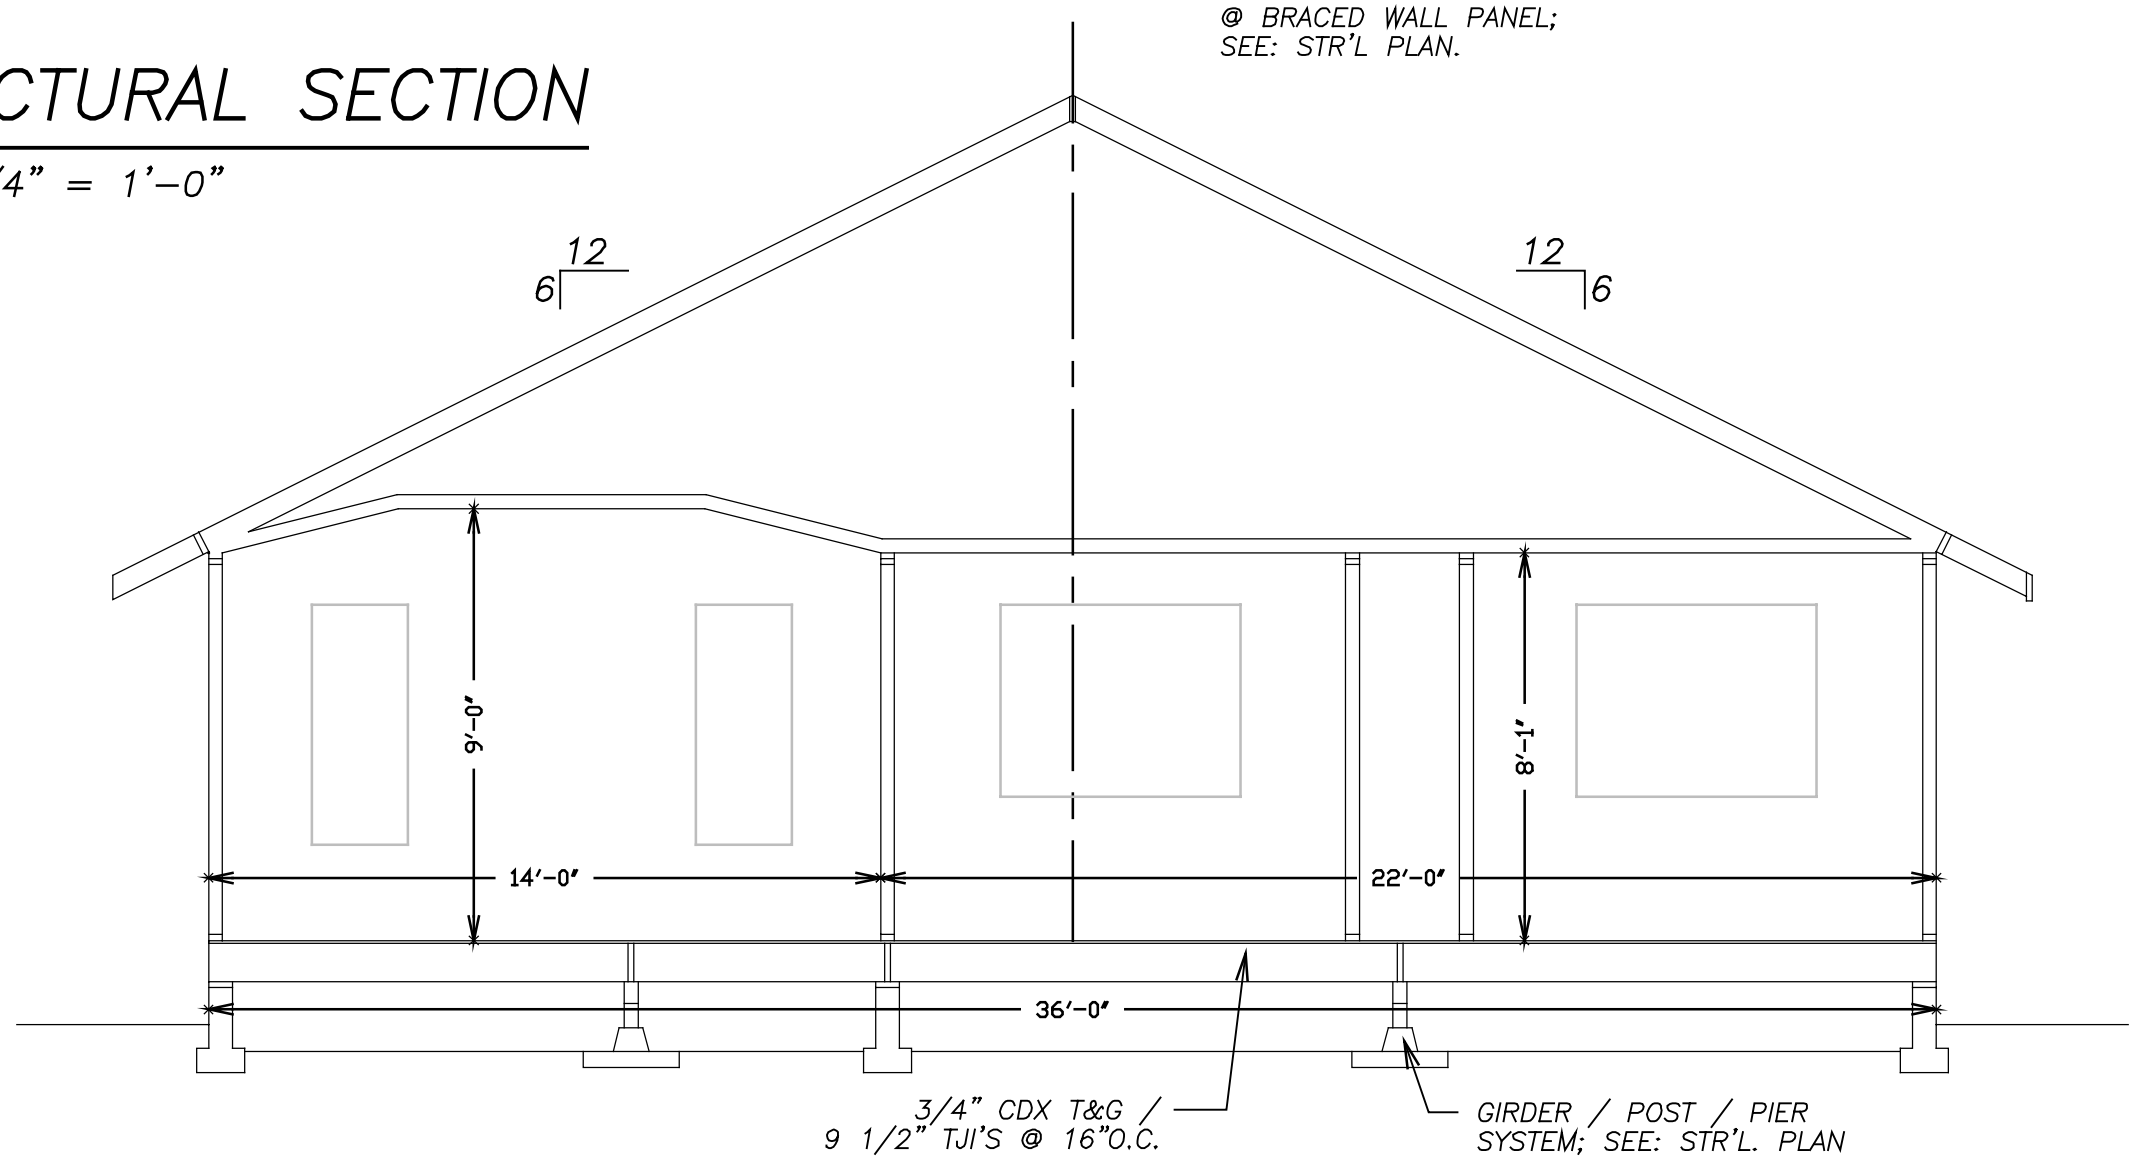 @ BRACED WALL PANEL;
SEE: STR'L PLAN.
CTURAL SECTION
/4" = 1'-0"
12
6
12
6
9'-0"
8'-1"
14'-0"
22'-0"
36'-0"
3/4" CDX T&G /
9 1/2" TJI'S @ 16"O.C.
GIRDER / POST / PIER
SYSTEM; SEE: STR'L. PLAN